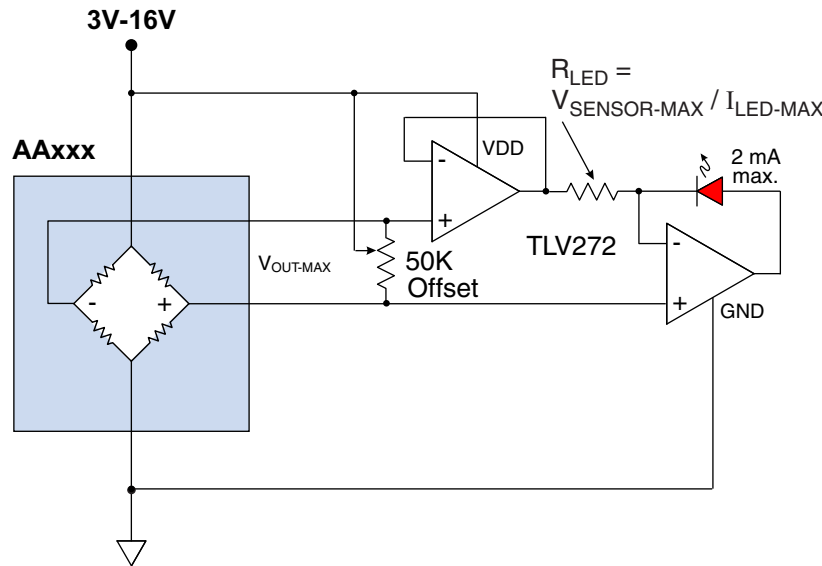 3V-16V
R_LED =
V_SENSOR-MAX / I_LED-MAX
AAxxx
VDD
2 mA
max.
-
+
TLV272
V_OUT-MAX
50K
Offset
-
+
-
+
GND